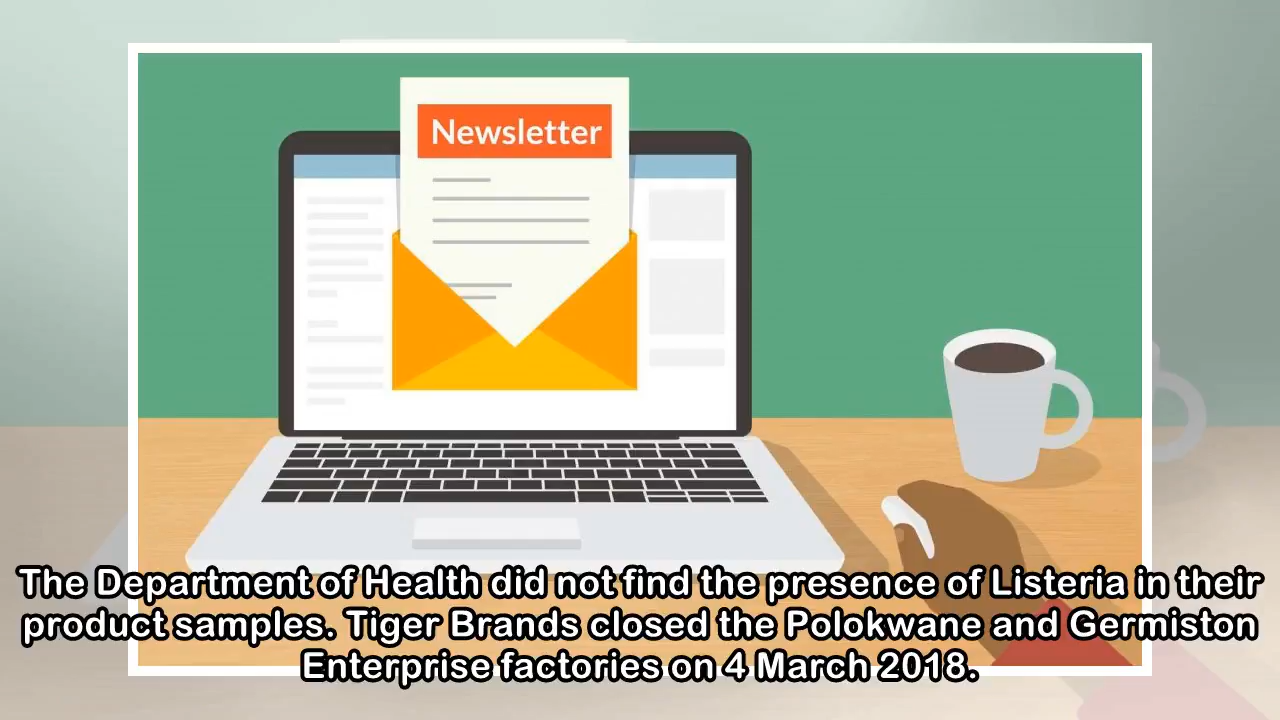 Newsletter
The Department of Health did not find the presence of Listeria in their
product samples. Tiger Brands closed the Polokwane and Germiston
Enterprise factories on 4 March 2018.